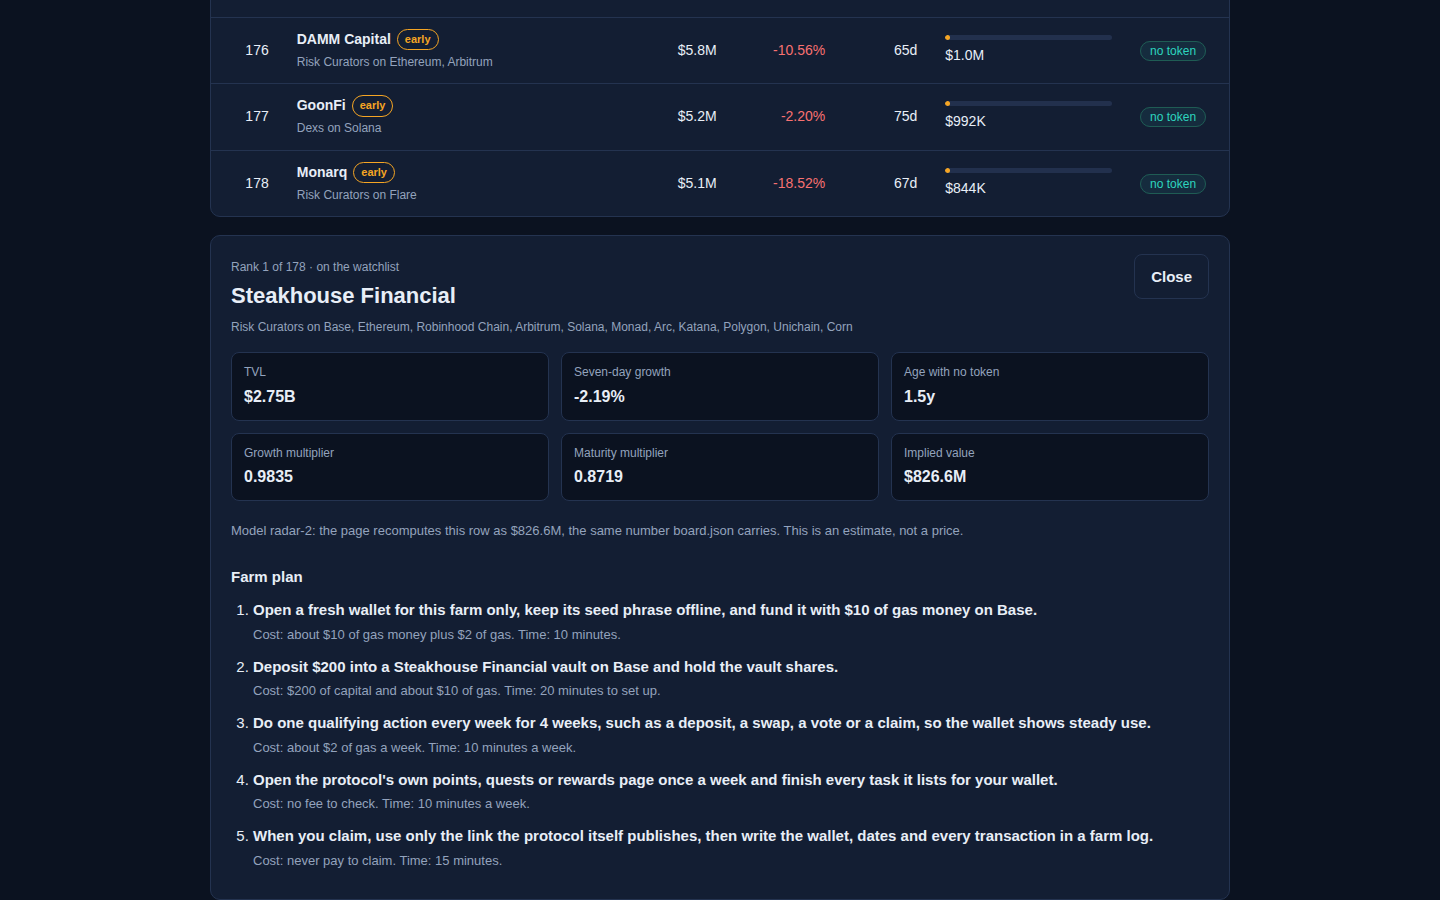 176
DAMM Capital early
Risk Curators on Ethereum, Arbitrum
$5.8M
-10.56%
65d
$1.0M
no token
177
GoonFi early
Dexs on Solana
$5.2M
-2.20%
75d
$992K
no token
178
Monarq early
Risk Curators on Flare
$5.1M
-18.52%
67d
$844K
no token
Rank 1 of 178 · on the watchlist
Close
Steakhouse Financial
Risk Curators on Base, Ethereum, Robinhood Chain, Arbitrum, Solana, Monad, Arc, Katana, Polygon, Unichain, Corn
TVL
$2.75B
Seven-day growth
-2.19%
Age with no token
1.5y
Growth multiplier
0.9835
Maturity multiplier
0.8719
Implied value
$826.6M
Model radar-2: the page recomputes this row as $826.6M, the same number board.json carries. This is an estimate, not a price.
Farm plan
1. Open a fresh wallet for this farm only, keep its seed phrase offline, and fund it with $10 of gas money on Base.
Cost: about $10 of gas money plus $2 of gas. Time: 10 minutes.
2. Deposit $200 into a Steakhouse Financial vault on Base and hold the vault shares.
Cost: $200 of capital and about $10 of gas. Time: 20 minutes to set up.
3. Do one qualifying action every week for 4 weeks, such as a deposit, a swap, a vote or a claim, so the wallet shows steady use.
Cost: about $2 of gas a week. Time: 10 minutes a week.
4. Open the protocol's own points, quests or rewards page once a week and finish every task it lists for your wallet.
Cost: no fee to check. Time: 10 minutes a week.
5. When you claim, use only the link the protocol itself publishes, then write the wallet, dates and every transaction in a farm log.
Cost: never pay to claim. Time: 15 minutes.